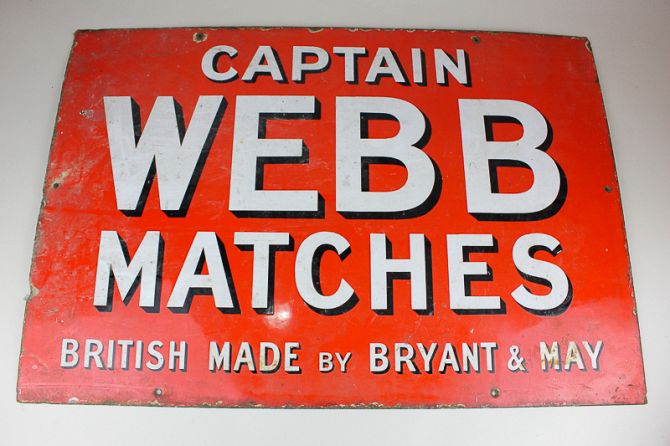 CAPTAIN
WEBB
MATCHES
BRITISH MADE BY BRYANT & MAY